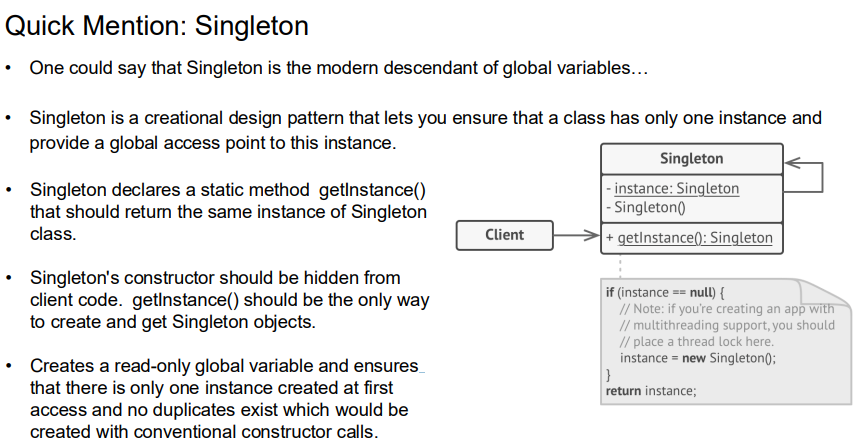 Quick Mention: Singleton
• One could say that Singleton is the modern descendant of global variables…
• Singleton is a creational design pattern that lets you ensure that a class has only one instance and
provide a global access point to this instance.
• Singleton declares a static method getInstance()
that should return the same instance of Singleton
class.
• Singleton's constructor should be hidden from
client code. getInstance() should be the only way
to create and get Singleton objects.
• Creates a read-only global variable and ensures
that there is only one instance created at first
access and no duplicates exist which would be
created with conventional constructor calls.
Client
Singleton
- instance: Singleton
- Singleton()
+ getInstance(): Singleton
if (instance == null) {
// Note: if you're creating an app with
// multithreading support, you should
// place a thread lock here.
instance = new Singleton();
}
return instance;